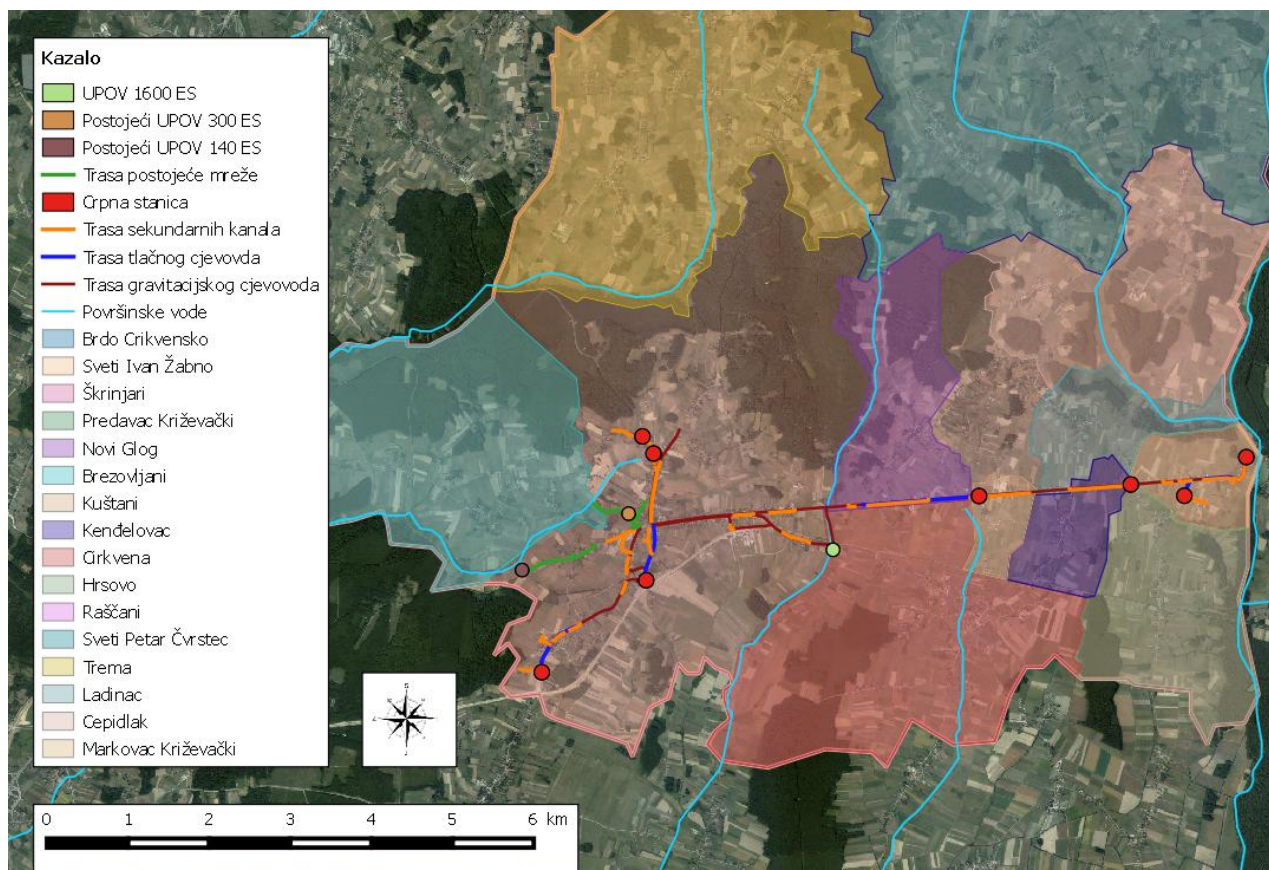 Kazalo
UPOV 1600 ES
Postojeći UPOV 300 ES
Postojeći UPOV 140 ES
Trasa postojeće mreže
Crpna stanica
Trasa sekundarnih kanala
Trasa tlačnog cjevovda
Trasa gravitacijskog cjevovoda
Površinske vode
Brdo Crikvensko
Sveti Ivan Žabno
Škrinjari
Predavac Križevački
Novi Glog
Brezovljani
Kuštani
Kenđelovac
Cirkvena
Hrsovo
Raščani
Sveti Petar Čvrstec
Trema
Ladinac
Cepidlak
Markovac Križevački
0 1 2 3 4 5 6 km